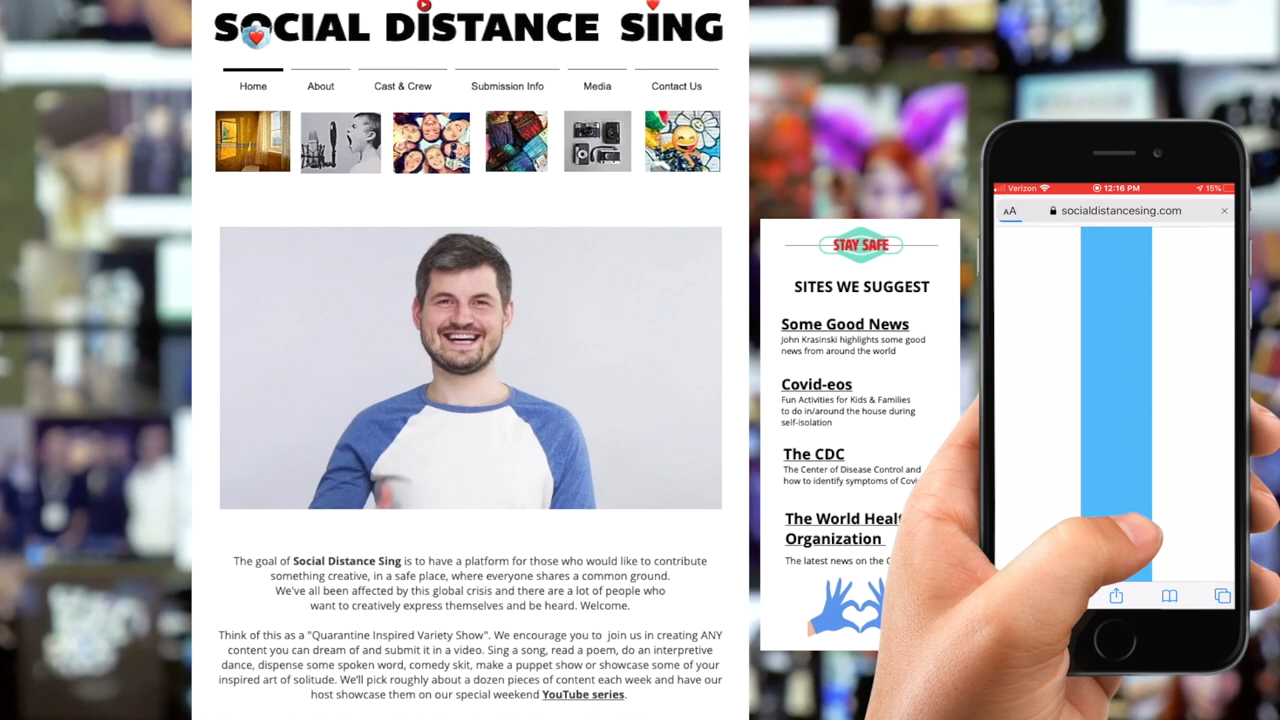 SOCIAL DISTANCE SING
Home About Cast & Crew Submission Info Media Contact Us
The goal of Social Distance Sing is to have a platform for those who would like to contribute
something creative, in a safe place, where everyone shares a common ground.
We've all been affected by this global crisis and there are a lot of people who
want to creatively express themselves and be heard. Welcome.
Think of this as a "Quarantine Inspired Variety Show". We encourage you to join us in creating ANY
content you can dream of and submit it in a video. Sing a song, read a poem, do an interpretive
dance, dispense some spoken word, comedy skit, make a puppet show or showcase some of your
inspired art of solitude. We'll pick roughly about a dozen pieces of content each week and have our
host showcase them on our special weekend YouTube series.
STAY SAFE
SITES WE SUGGEST
Some Good News
John Krasinski highlights some good
news from around the world
Covid-eos
Fun Activities for Kids & Families
to do in/around the house during
self-isolation
The CDC
The Center of Disease Control and
how to identify symptoms of
The World
Organization
The latest news on the
Verizon 12:16 PM 15%
AA socialdistancesing.com